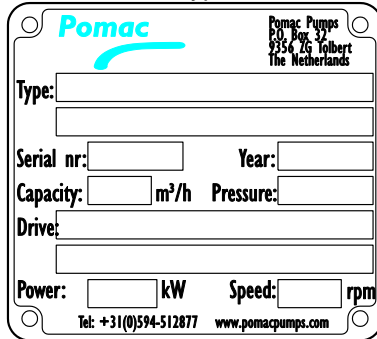 Pomac
Pomac Pumps
P.O. Box 32
9356 ZG Tolbert
The Netherlands
Type:
Serial nr: Year:
Capacity: m³/h Pressure:
Drive:
Power: kW Speed: rpm
Tel: +31(0)594-512877 www.pomacpumps.com